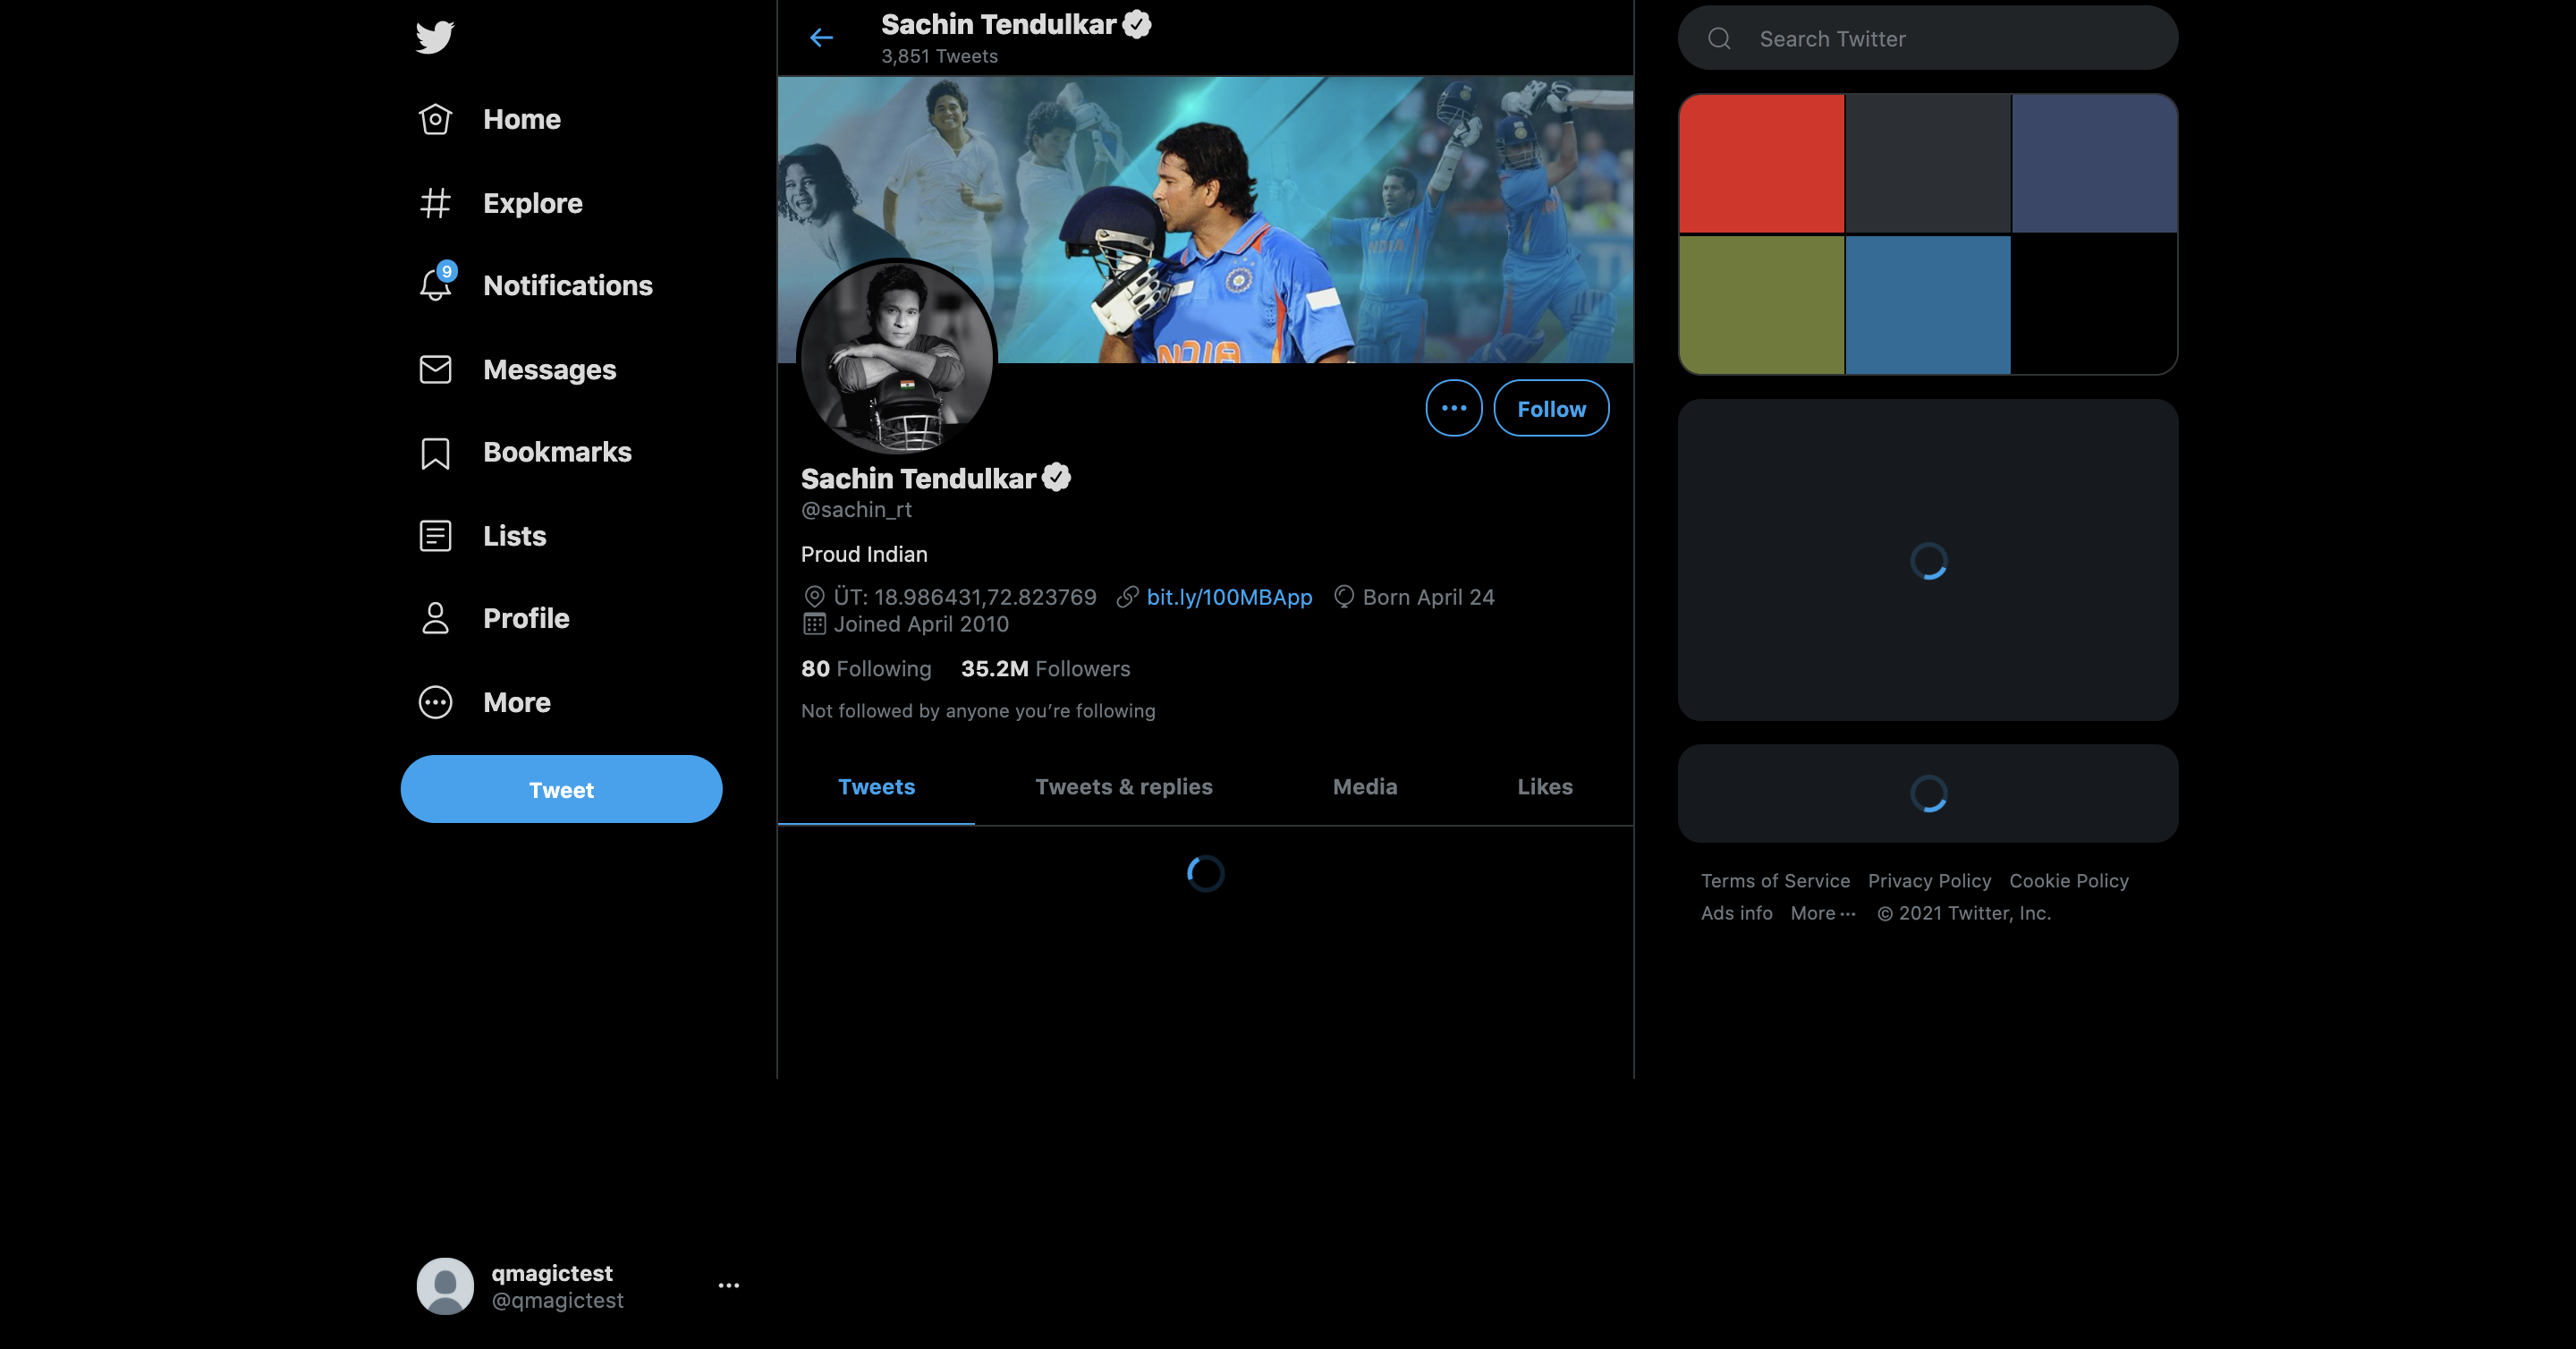 Home
Explore
9
Notifications
Messages
Bookmarks
Lists
Profile
More
Tweet
qmagictest
@qmagictest
Sachin Tendulkar
3,851 Tweets
INDIA
INDIA
Follow
Sachin Tendulkar
@sachin_rt
Proud Indian
ÜT: 18.986431,72.823769 bit.ly/100MBApp Born April 24
Joined April 2010
80 Following 35.2M Followers
Not followed by anyone you’re following
Tweets Tweets & replies Media Likes
Search Twitter
Terms of Service Privacy Policy Cookie Policy
Ads info More ··· © 2021 Twitter, Inc.